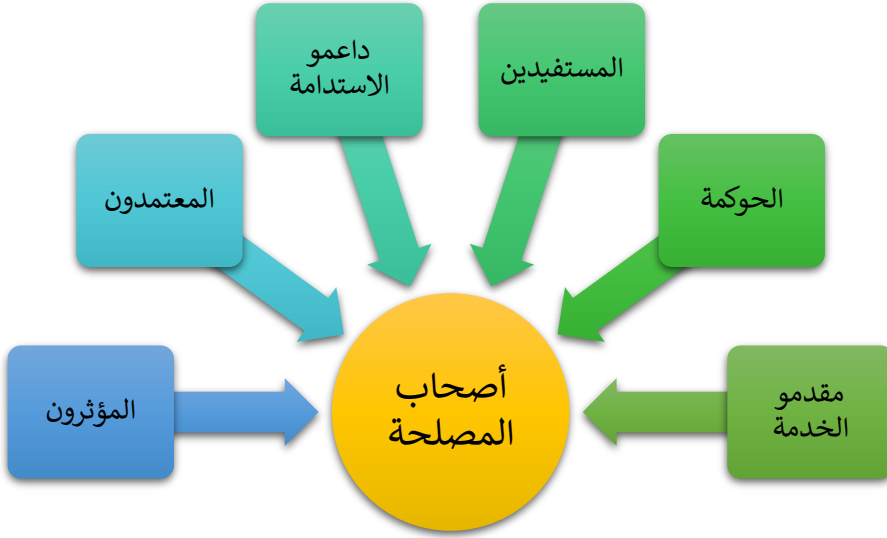 المستفيدين
داعمو
الاستدامة
الحوكمة
المعتمدون
مقدمو
الخدمة
أصحاب
المصلحة
المؤثرون